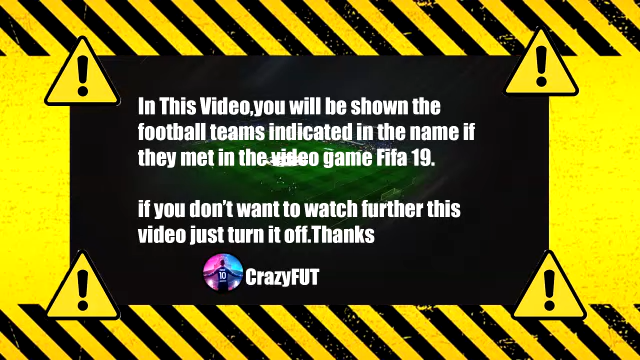 In This Video,you will be shown the
football teams indicated in the name if
they met in the video game Fifa 19.
if you don't want to watch further this
video just turn it off.Thanks
10
CrazyFUT